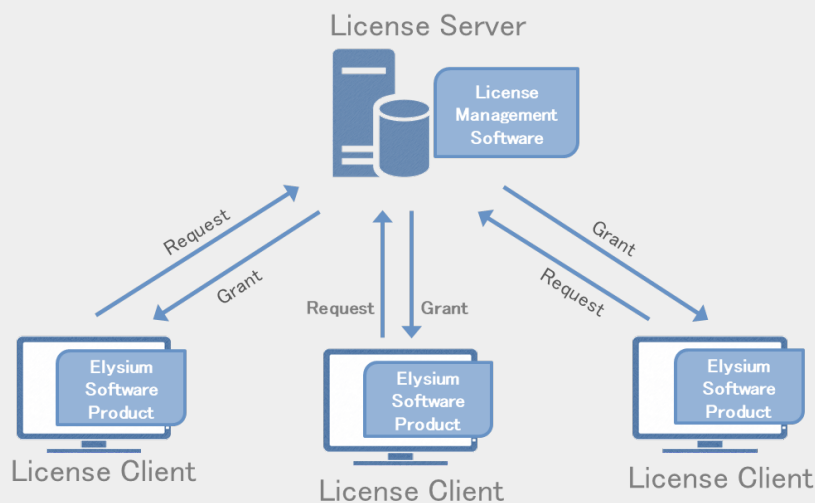 License Server
License
Management
Software
Request
Grant
Request
Grant
Grant
Request
Elysium
Software
Product
License Client
Elysium
Software
Product
License Client
Elysium
Software
Product
License Client